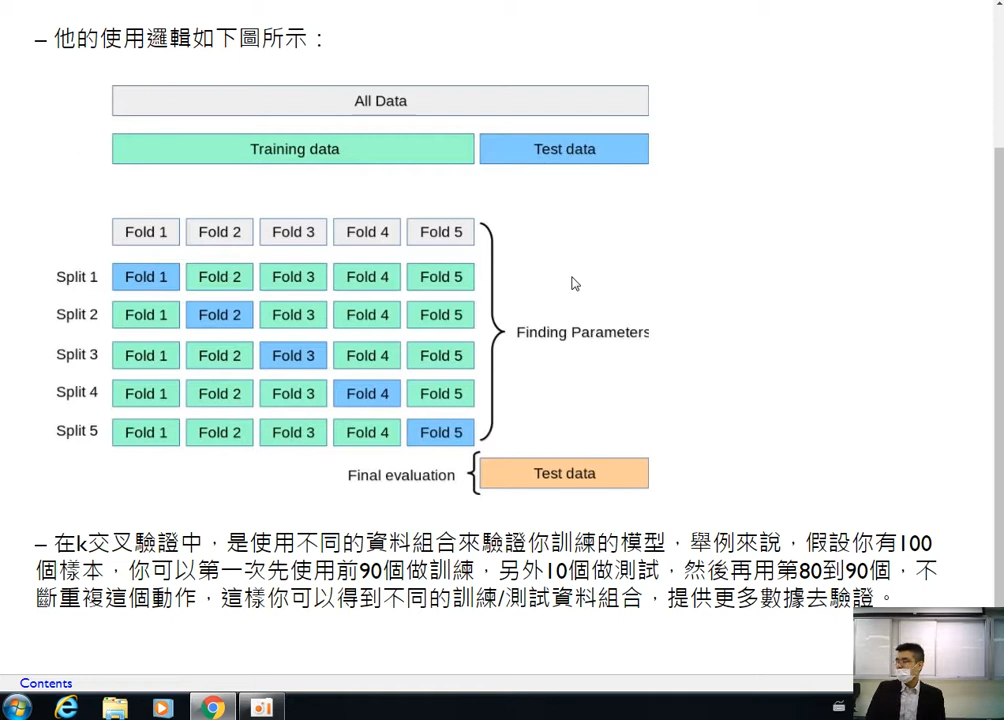 – 他的使用邏輯如下圖所示：
All Data
Training data Test data
Fold 1 Fold 2 Fold 3 Fold 4 Fold 5
Split 1 Fold 1 Fold 2 Fold 3 Fold 4 Fold 5
Split 2 Fold 1 Fold 2 Fold 3 Fold 4 Fold 5
Finding Parameters
Split 3 Fold 1 Fold 2 Fold 3 Fold 4 Fold 5
Split 4 Fold 1 Fold 2 Fold 3 Fold 4 Fold 5
Split 5 Fold 1 Fold 2 Fold 3 Fold 4 Fold 5
Final evaluation Test data
– 在k交叉驗證中，是使用不同的資料組合來驗證你訓練的模型，舉例來說，假設你有100
個樣本，你可以第一次先使用前90個做訓練，另外10個做測試，然後再用第80到90個，不
斷重複這個動作，這樣你可以得到不同的訓練/測試資料組合，提供更多數據去驗證。
Contents